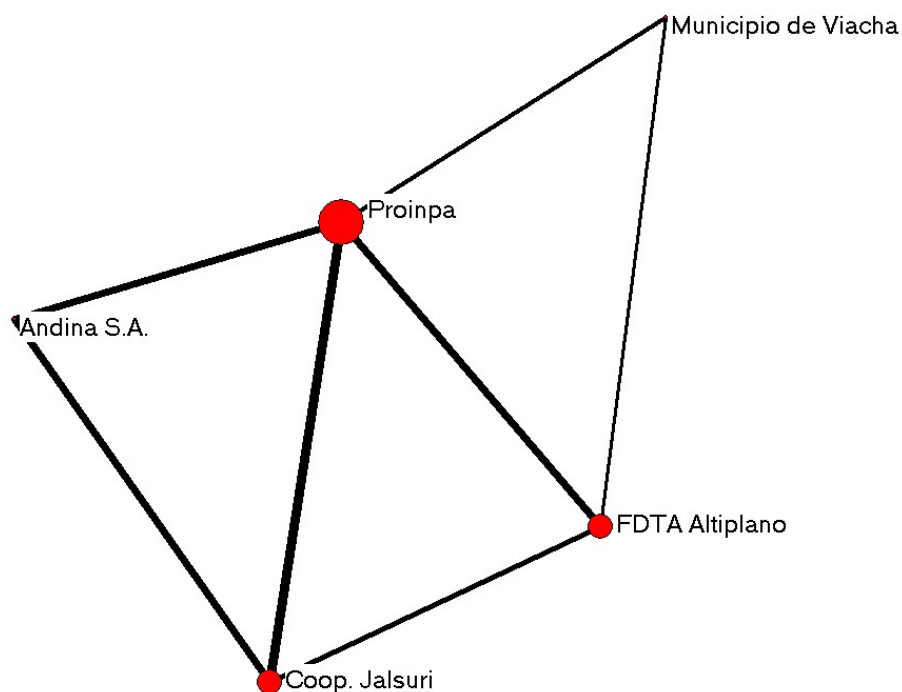 Municipio de Viacha
Proinpa
Andina S.A.
FDTA Altiplano
Coop. Jalsuri